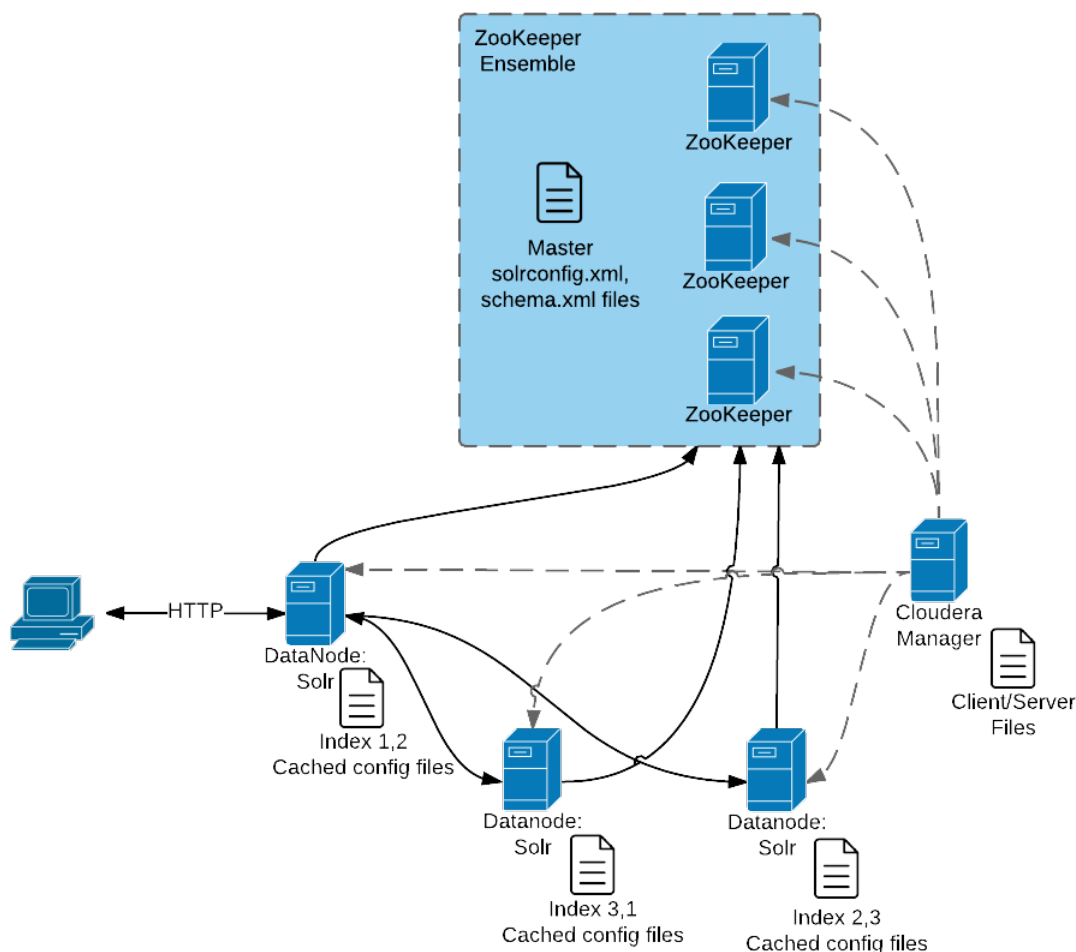 ZooKeeper
Ensemble
ZooKeeper
Master
solrconfig.xml,
schema.xml files
ZooKeeper
ZooKeeper
HTTP
DataNode:
Solr
Index 1,2
Cached config files
Cloudera
Manager
Client/Server
Files
Datanode:
Solr
Index 3,1
Cached config files
Datanode:
Solr
Index 2,3
Cached config files